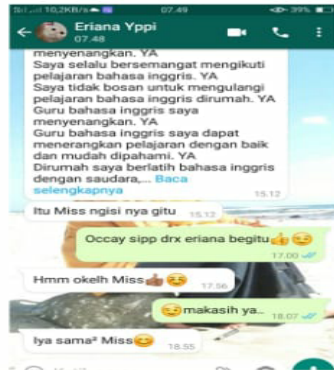 10,2KB/s
07.49
39%
Eriana Yppi
07.48
menyenangkan. YA
Saya selalu bersemangat mengikuti
pelajaran bahasa inggris. YA
Saya tidak bosan untuk mengulangi
pelajaran bahasa inggris dirumah. YA
Guru bahasa inggris saya
menyenangkan. YA
Guru bahasa inggris saya dapat
menerangkan pelajaran dengan baik
dan mudah dipahami. YA
Dirumah saya berlatih bahasa inggris
dengan saudara,... Baca
selengkapnya
15.12
Itu Miss ngisi nya gitu 15.12
Occay sipp drx eriana begitu👍😊
17.00
Hmm okelh Miss👍😊 17.56
😊makasih ya.. 18.07
Iya sama² Miss😊 18.55